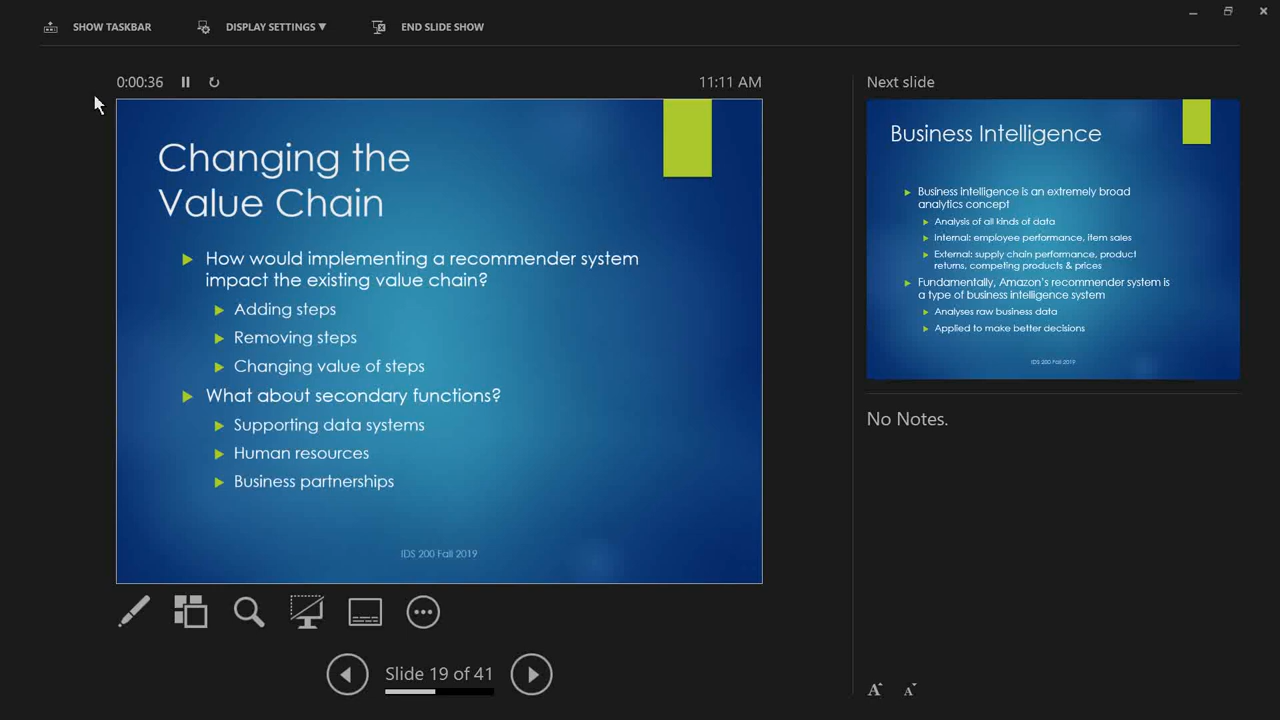 SHOW TASKBAR DISPLAY SETTINGS ▼ END SLIDE SHOW
0:00:36 11:11 AM
Changing the
Value Chain
How would implementing a recommender system
impact the existing value chain?
Adding steps
Removing steps
Changing value of steps
What about secondary functions?
Supporting data systems
Human resources
Business partnerships
IDS 200 Fall 2019
Slide 19 of 41
Next slide
Business Intelligence
Business intelligence is an extremely broad
analytics concept
Analysis of all kinds of data
Internal: employee performance, item sales
External: supply chain performance, product
returns, competing products & prices
Fundamentally, Amazon's recommender system is
a type of business intelligence system
Analyses raw business data
Applied to make better decisions
IDS 200 Fall 2019
No Notes.
A A